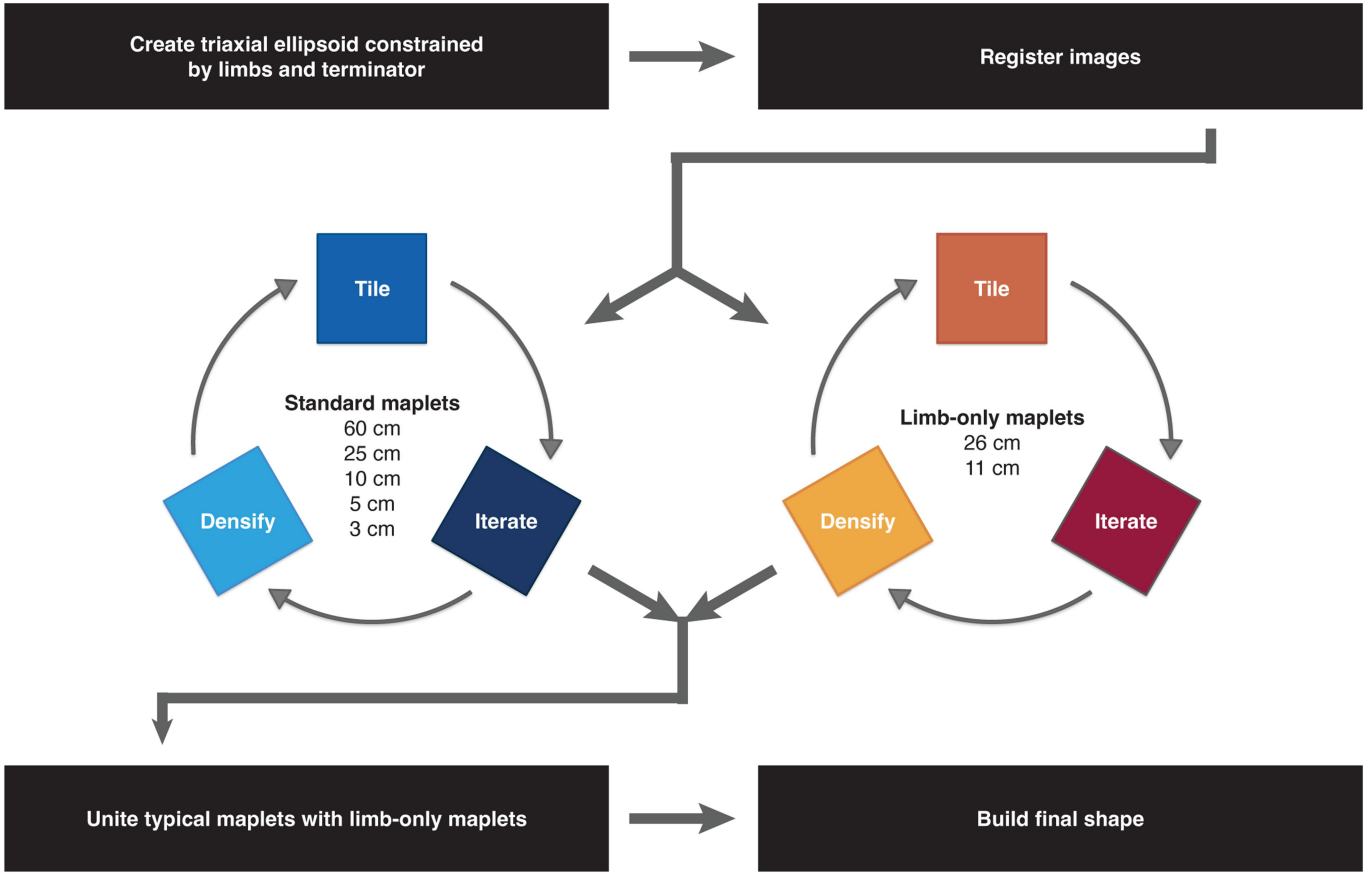 Create triaxial ellipsoid constrained
by limbs and terminator
Register images
Tile
Standard maplets
60 cm
25 cm
10 cm
5 cm
3 cm
Densify
Iterate
Tile
Limb-only maplets
26 cm
11 cm
Densify
Iterate
Unite typical maplets with limb-only maplets
Build final shape